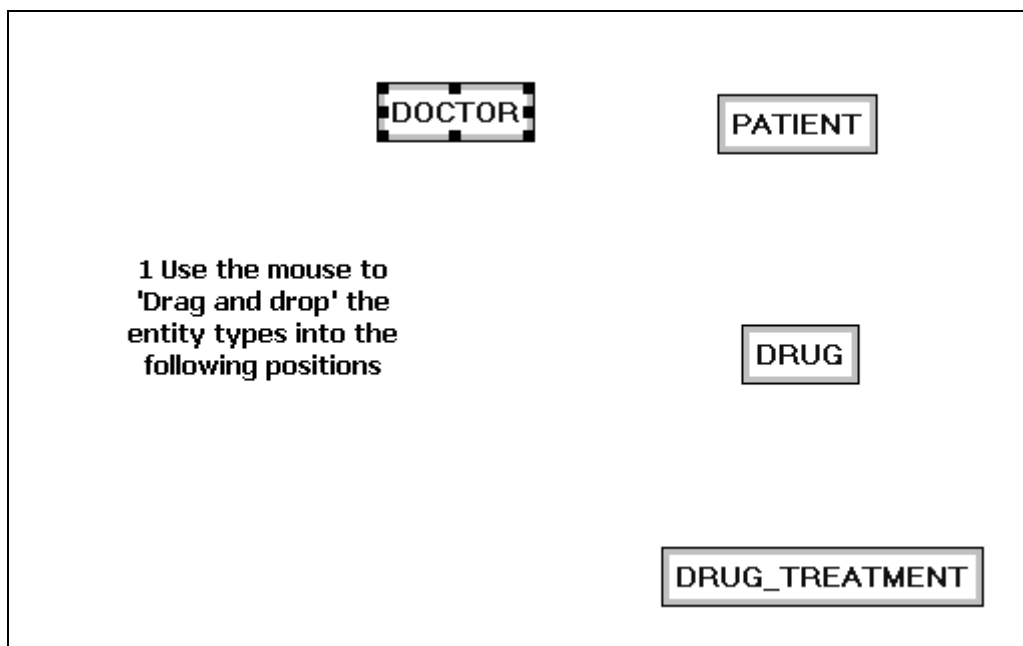 DOCTOR
PATIENT
1 Use the mouse to
'Drag and drop' the
entity types into the
following positions
DRUG
DRUG_TREATMENT